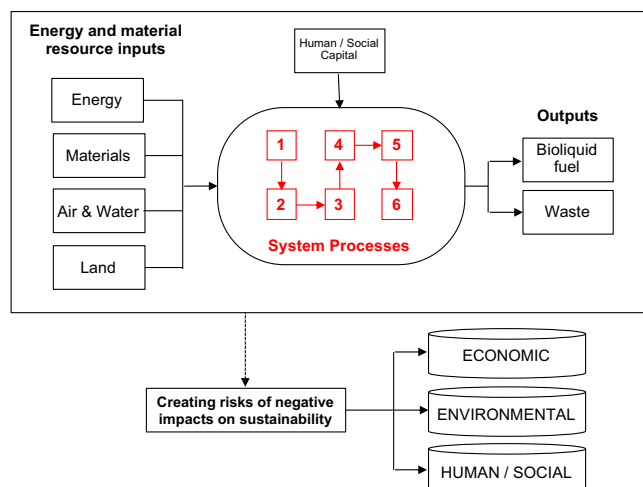 Energy and material
resource inputs
Human / Social
Capital
Energy
Materials
Air & Water
Land
1
4
5
2
3
6
System Processes
Outputs
Bioliquid
fuel
Waste
Creating risks of negative
impacts on sustainability
ECONOMIC
ENVIRONMENTAL
HUMAN / SOCIAL